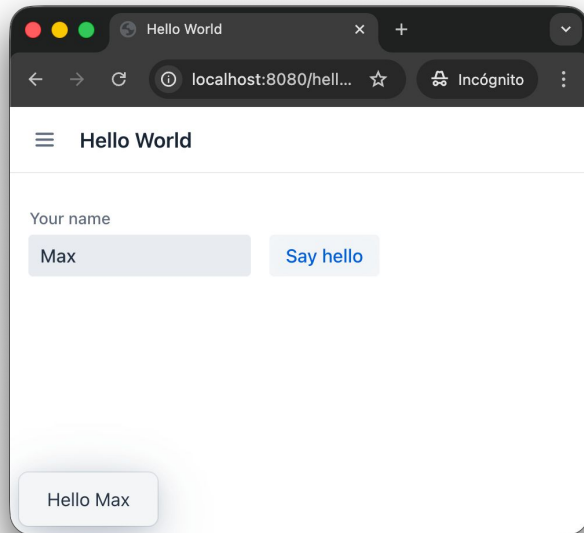 Hello World
localhost:8080/hell...
Incógnito
Hello World
Your name
Max
Say hello
Hello Max